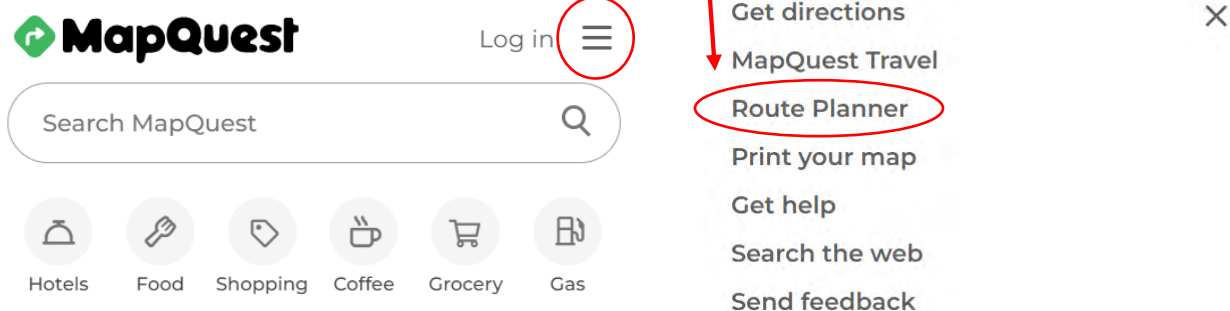 MapQuest
Log in
Search MapQuest
Hotels
Food
Shopping
Coffee
Grocery
Gas
Get directions
MapQuest Travel
Route Planner
Print your map
Get help
Search the web
Send feedback